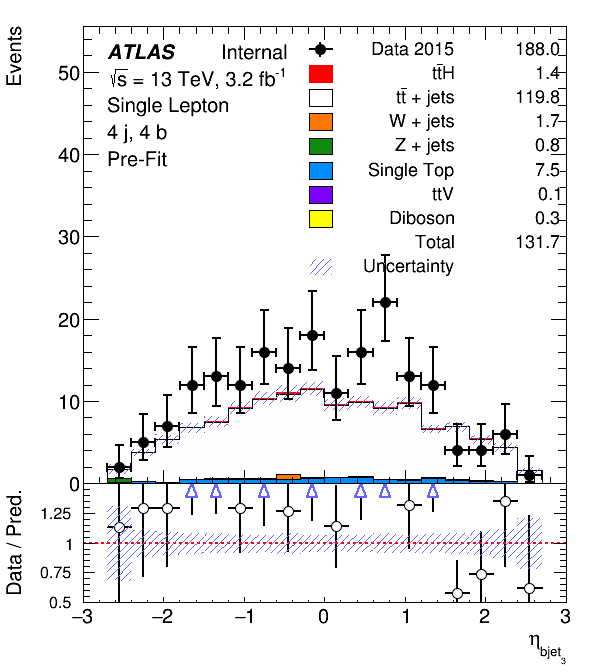 Events
ATLAS Internal
√s = 13 TeV, 3.2 fb⁻¹
Single Lepton
4 j, 4 b
Pre-Fit
Data 2015 188.0
tt̄H 1.4
tt̄ + jets 119.8
W + jets 1.7
Z + jets 0.8
Single Top 7.5
ttV 0.1
Diboson 0.3
Total 131.7
Uncertainty
50
40
30
20
10
0
Data / Pred.
1.25
1
0.75
0.5
−3 −2 −1 0 1 2 3
η_bjet₃